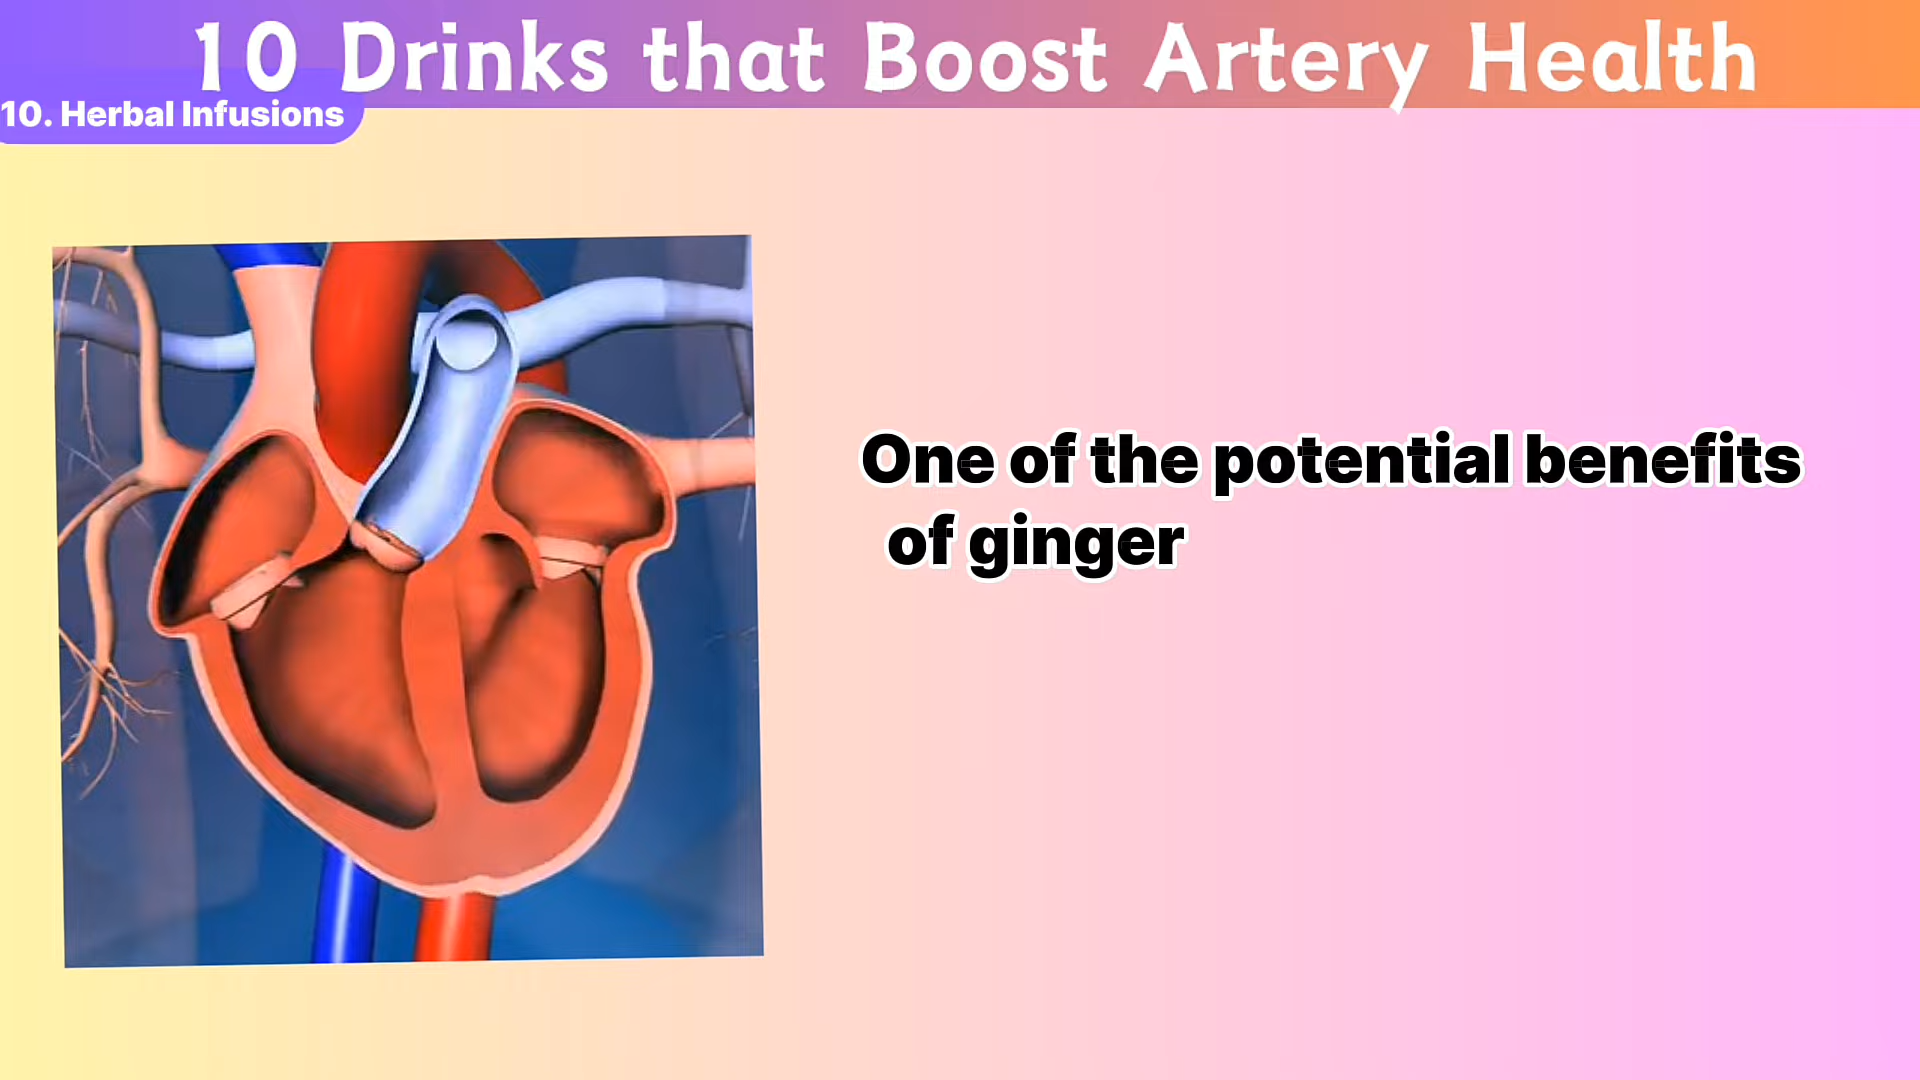 10 Drinks that Boost Artery Health
10. Herbal Infusions
One of the potential benefits
of ginger